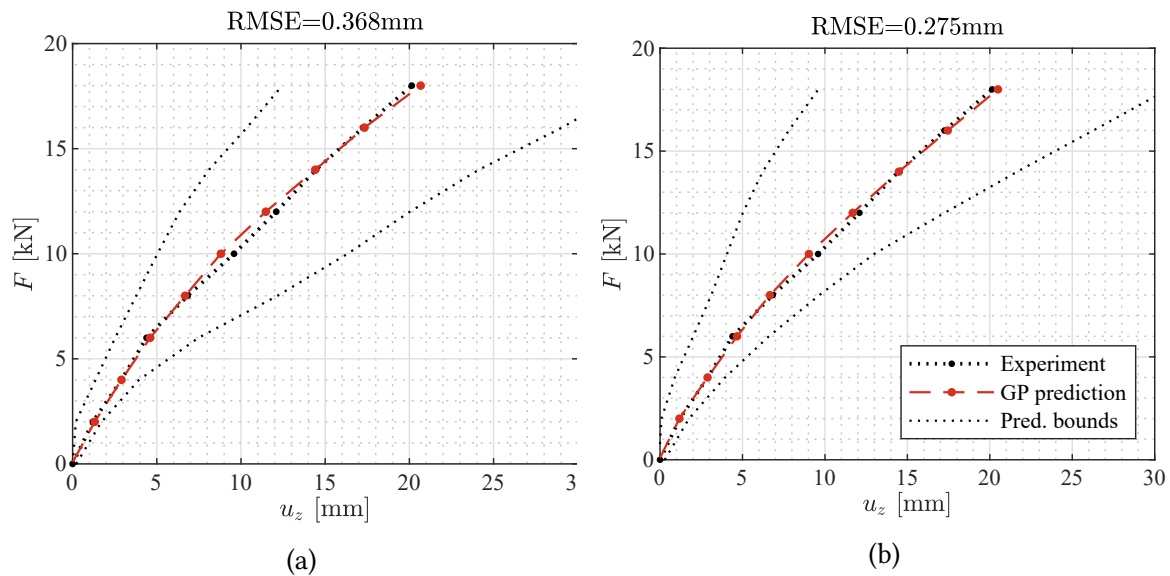 RMSE=0.368mm
20
15
10
5
0
F [kN]
0 5 10 15 20 25 3
u_z [mm]
(a)
RMSE=0.275mm
20
15
10
5
0
F [kN]
Experiment
GP prediction
Pred. bounds
0 5 10 15 20 25 30
u_z [mm]
(b)